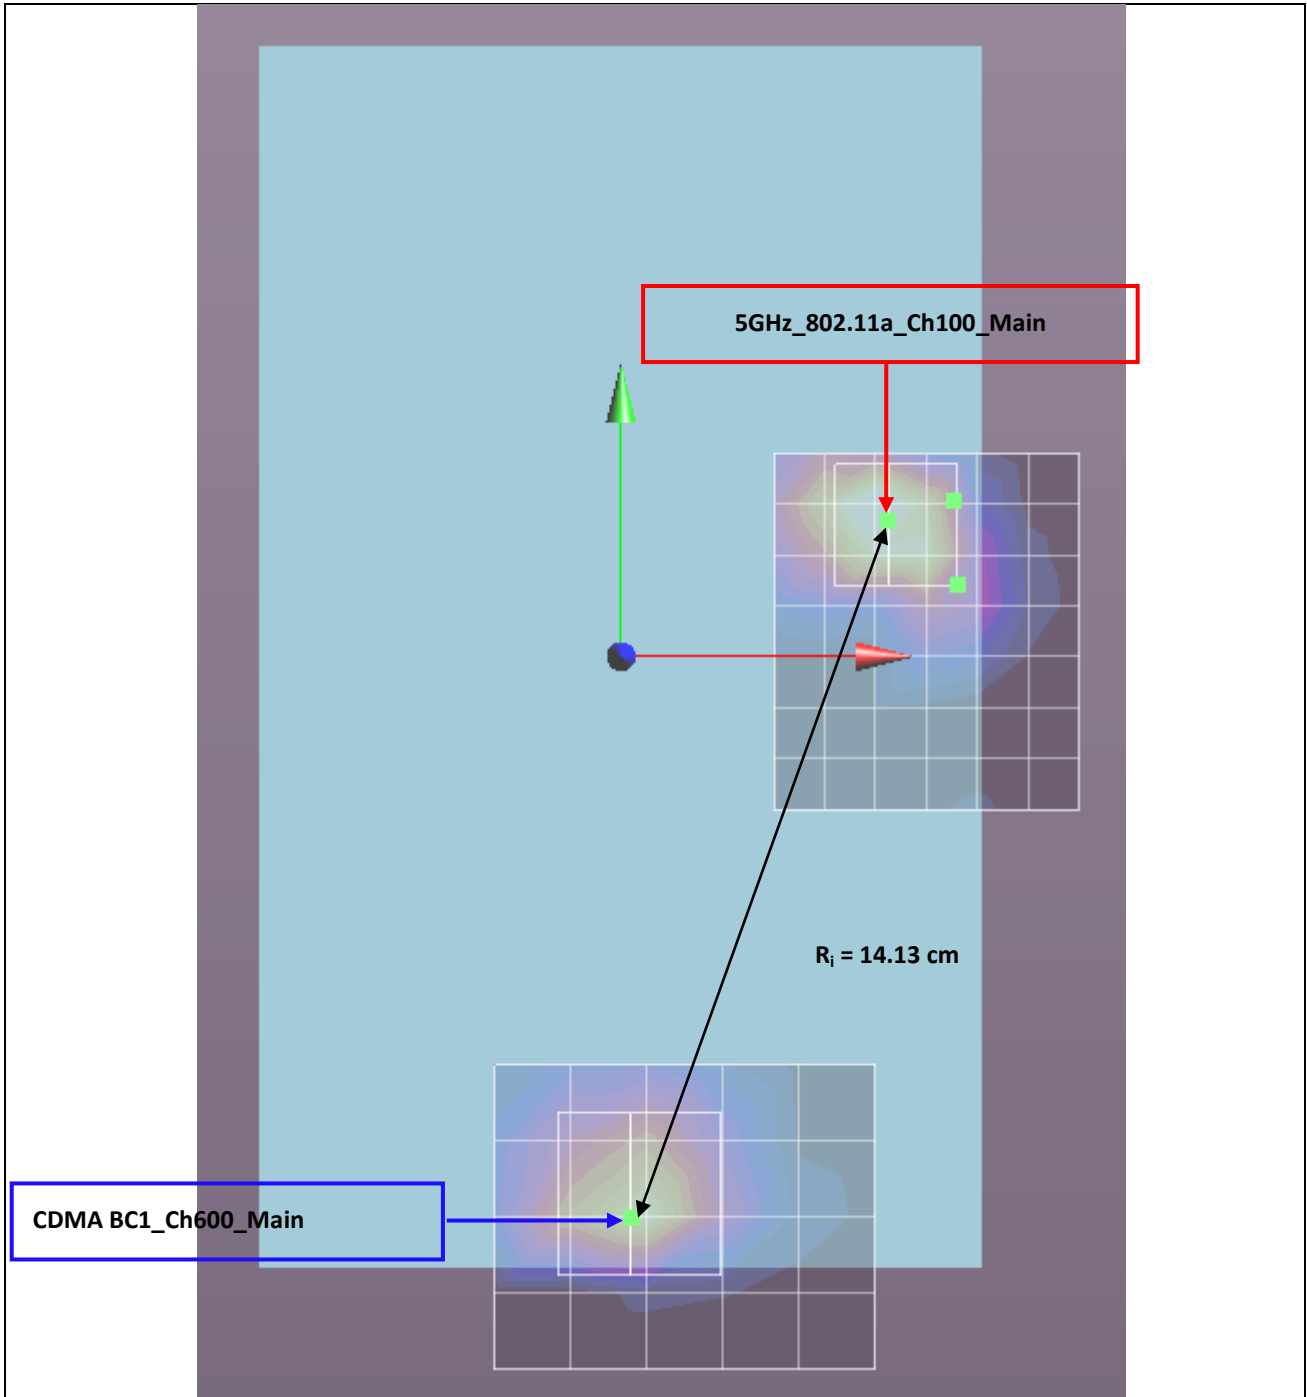 5GHz_802.11a_Ch100_Main
Rᵢ = 14.13 cm
CDMA BC1_Ch600_Main